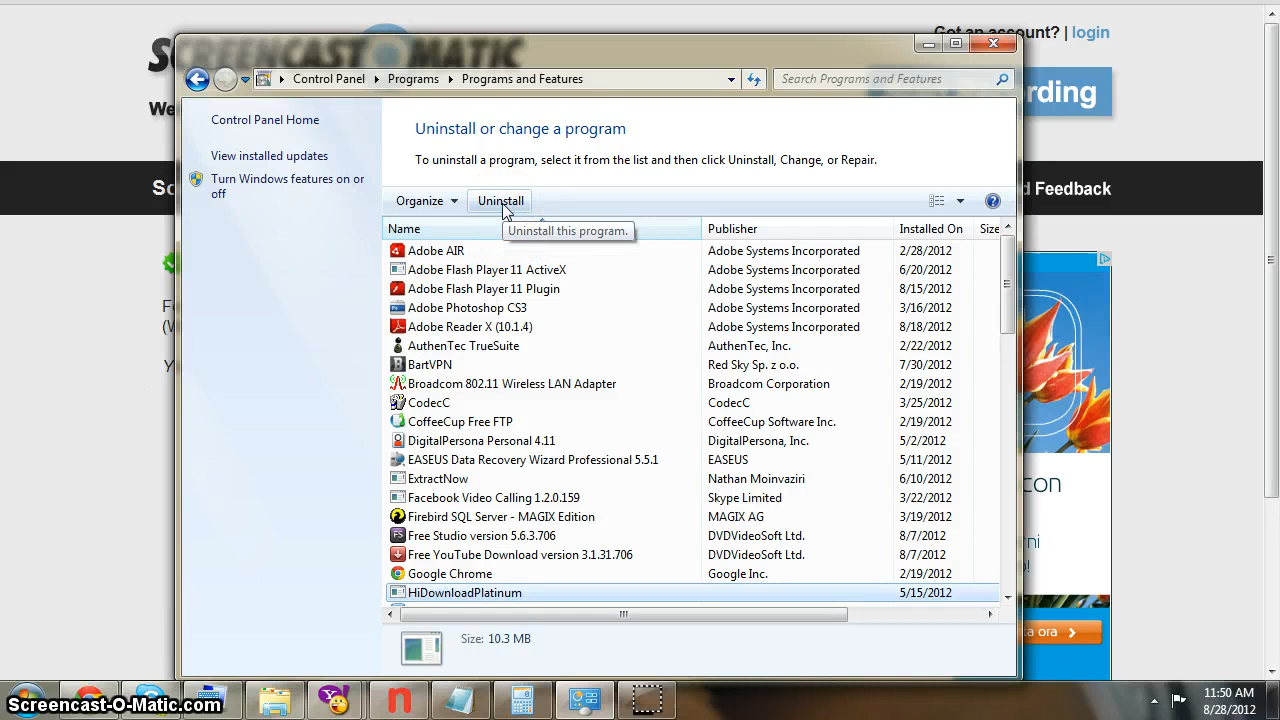 Got an account? | login
Control Panel Programs Programs and Features
Search Programs and Features
We
rding
Control Panel Home
View installed updates
Turn Windows features on or
off
Uninstall or change a program
To uninstall a program, select it from the list and then click Uninstall, Change, or Repair.
d Feedback
Organize Uninstall
Uninstall this program.
Name Publisher Installed On Size
Adobe AIR Adobe Systems Incorporated 2/28/2012
Adobe Flash Player 11 ActiveX Adobe Systems Incorporated 6/20/2012
Adobe Flash Player 11 Plugin Adobe Systems Incorporated 8/15/2012
Adobe Photoshop CS3 Adobe Systems Incorporated 3/16/2012
Adobe Reader X (10.1.4) Adobe Systems Incorporated 8/18/2012
AuthenTec TrueSuite AuthenTec, Inc. 2/22/2012
BartVPN Red Sky Sp. z o.o. 7/30/2012
Broadcom 802.11 Wireless LAN Adapter Broadcom Corporation 2/19/2012
CodecC CodecC 3/25/2012
CoffeeCup Free FTP CoffeeCup Software Inc. 2/19/2012
DigitalPersona Personal 4.11 DigitalPersona, Inc. 5/2/2012
EASEUS Data Recovery Wizard Professional 5.5.1 EASEUS 5/11/2012
ExtractNow Nathan Moinvaziri 6/10/2012
Facebook Video Calling 1.2.0.159 Skype Limited 3/22/2012
Firebird SQL Server - MAGIX Edition MAGIX AG 3/19/2012
Free Studio version 5.6.3.706 DVDVideoSoft Ltd. 8/7/2012
Free YouTube Download version 3.1.31.706 DVDVideoSoft Ltd. 8/7/2012
Google Chrome Google Inc. 2/19/2012
HiDownloadPlatinum 5/15/2012
Size: 10.3 MB
con
rni
o!
ta ora
Screencast-O-Matic.com
11:50 AM
8/28/2012